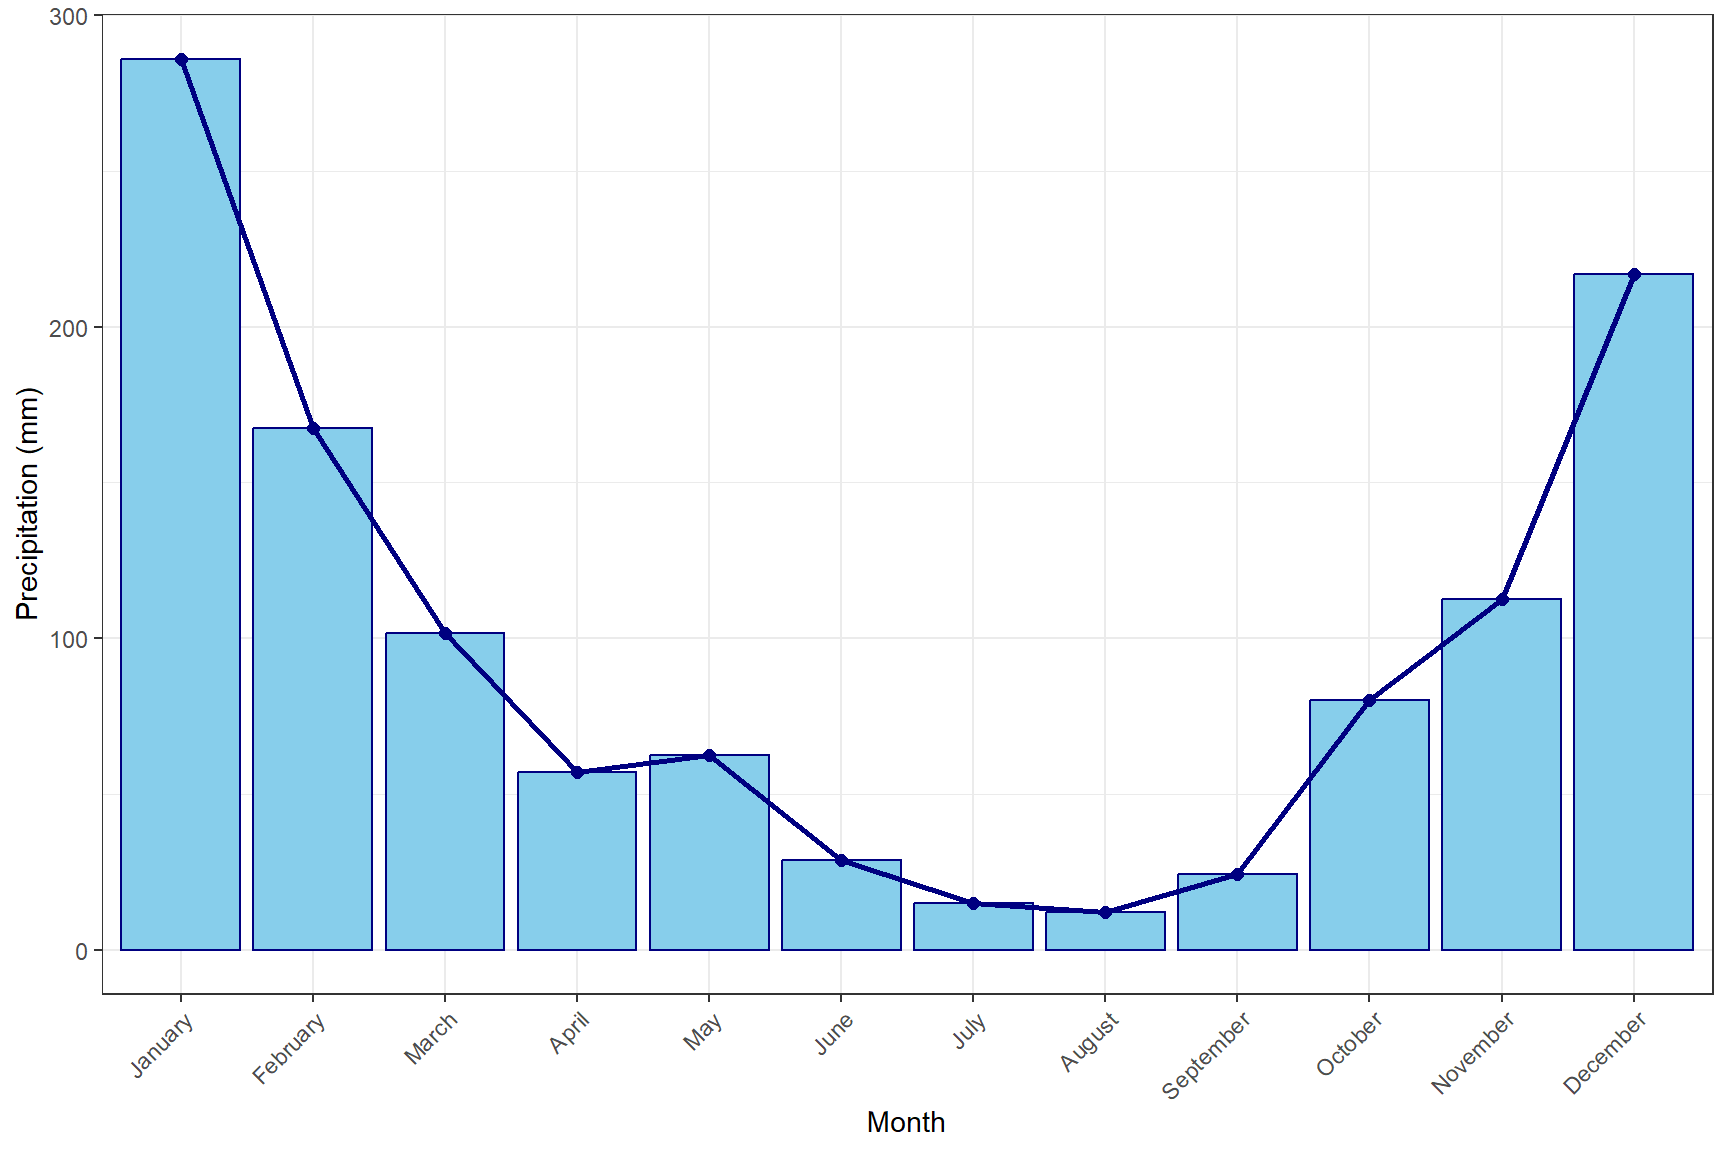 300
200
100
0
Precipitation (mm)
January
February
March
April
May
June
July
August
September
October
November
December
Month